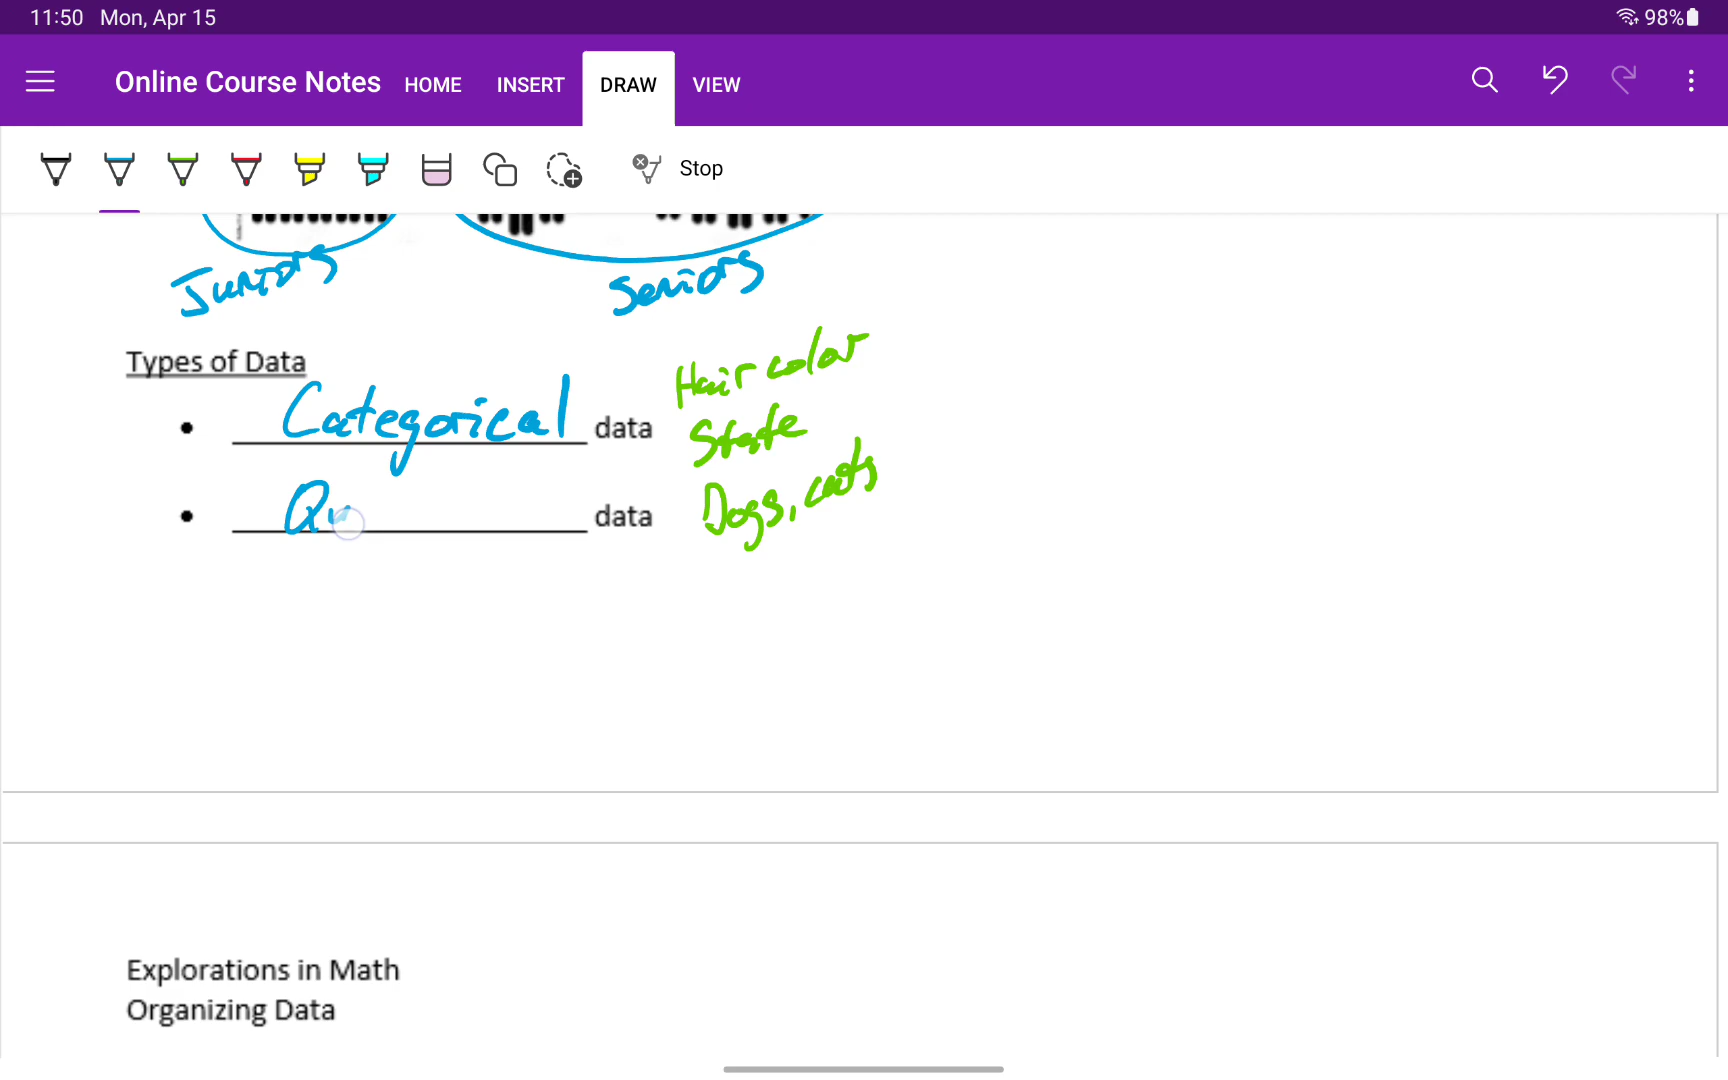 11:50 Mon, Apr 15 98%
Online Course Notes HOME INSERT DRAW VIEW
Stop
Juniors Seniors
Types of Data
• Categorical data
• Qu data
Hair color
State
Dogs, cats
Explorations in Math
Organizing Data